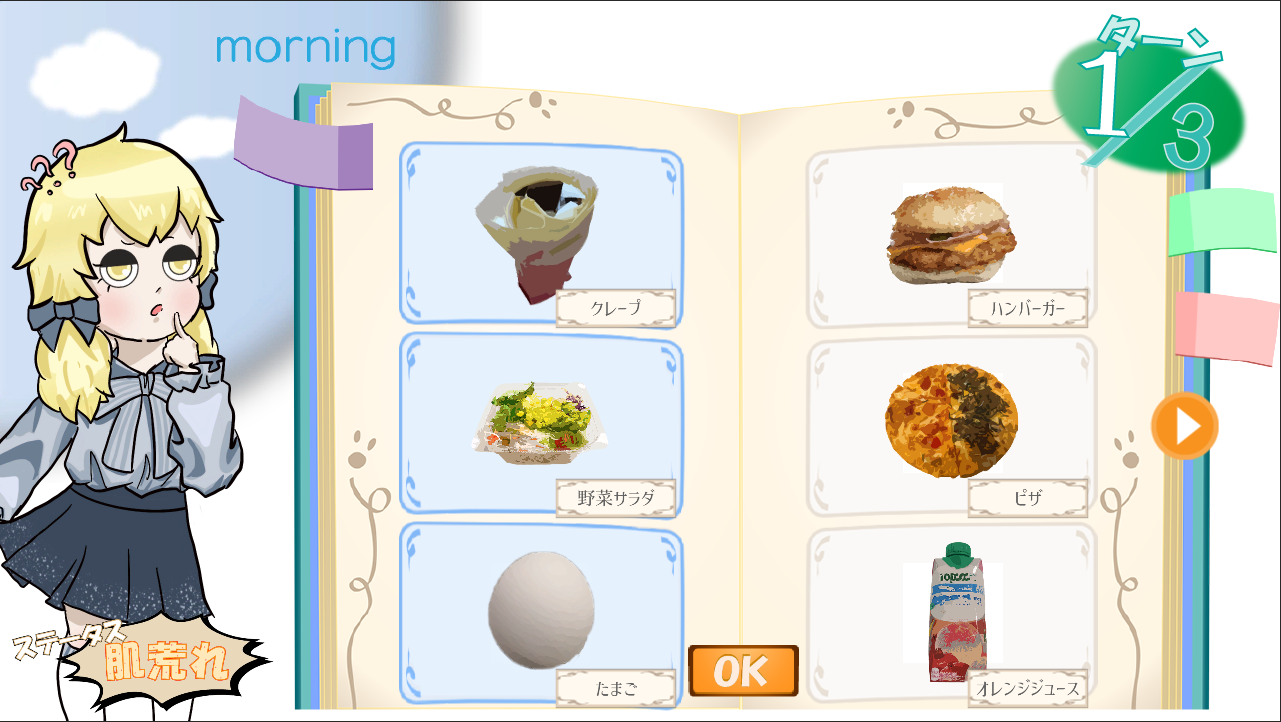 morning
ターン
1/3
???
クレープ
ハンバーガー
野菜サラダ
ピザ
たまご
オレンジジュース
OK
ステータス
肌荒れ